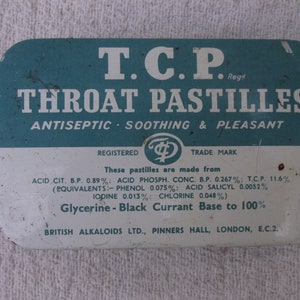 T.C.P. Regd
THROAT PASTILLES
ANTISEPTIC · SOOTHING & PLEASANT
REGISTERED TCP TRADE MARK
These pastilles are made from
ACID CIT. B.P. 0.89%: ACID PHOSPH. CONC. B.P. 0.267%: T.C.P. 11.6%
(EQUIVALENTS:- PHENOL 0.075%: ACID SALICYL 0.0052%
IODINE 0.013%: CHLORINE 0.048%)
Glycerine - Black Currant Base to 100%
BRITISH ALKALOIDS LTD., PINNERS HALL, LONDON, E.C.2.